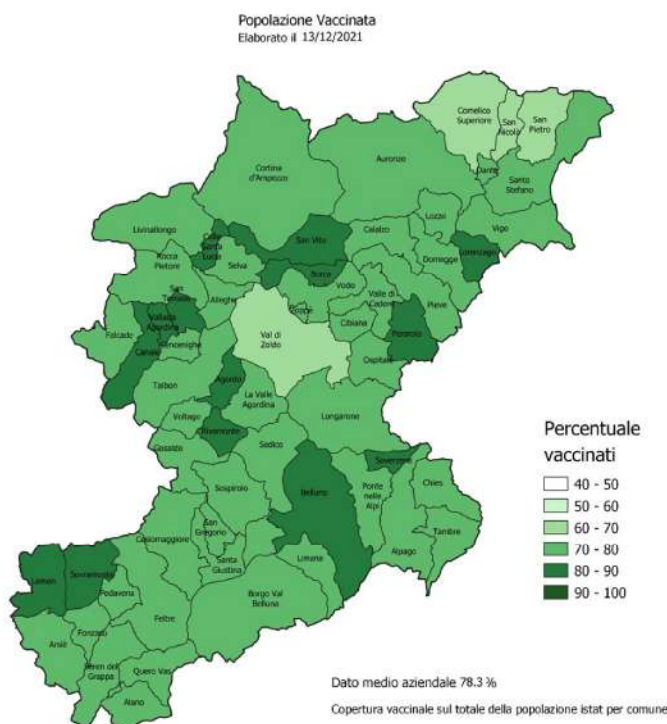 Popolazione Vaccinata
Elaborato il 13/12/2021
Comelico
Superiore
San
Nicolò
San
Pietro
Danta
Santo
Stefano
Auronzo
Cortina
d'Ampezzo
Vigo
Lozzo
Lorenzago
Calalzo
Domegge
San Vito
Livinallongo
Colle
Santa
Lucia
Rocca
Pietore
Selva
Borca
Vodo
Valle di
Cadore
Pieve
San
Alleghe
Zoppè
Cibiana
Perarolo
Vallada
Agordina
Val di
Zoldo
Falcade
Cencenighe
Canale
Ospitale
Agordo
Taibon
La Valle
Agordina
Voltago
Longarone
Rivamonte
Gosaldo
Sedico
Soverzene
Sospirolo
Belluno
Ponte
nelle
Alpi
Chies
San
Gregorio
Cesiomaggiore
Tambre
Limana
Alpago
Santa
Giustina
Lamon
Sovramonte
Pedavena
Borgo Val
Belluna
Feltre
Fonzaso
Arsiè
Seren del
Grappa
Quero Vas
Alano
Percentuale
vaccinati
40 - 50
50 - 60
60 - 70
70 - 80
80 - 90
90 - 100
Dato medio aziendale 78.3 %
Copertura vaccinale sul totale della popolazione istat per comune